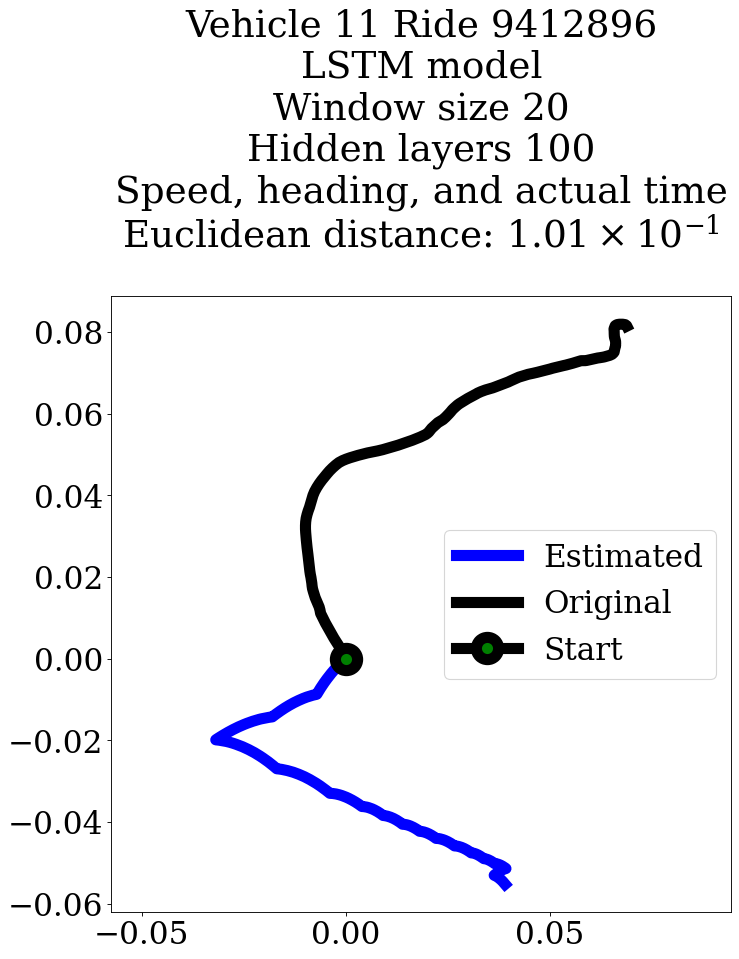 Vehicle 11 Ride 9412896
LSTM model
Window size 20
Hidden layers 100
Speed, heading, and actual time
Euclidean distance: 1.01 × 10⁻¹
0.08
0.06
0.04
0.02
0.00
−0.02
−0.04
−0.06
Estimated
Original
Start
−0.05
0.00
0.05